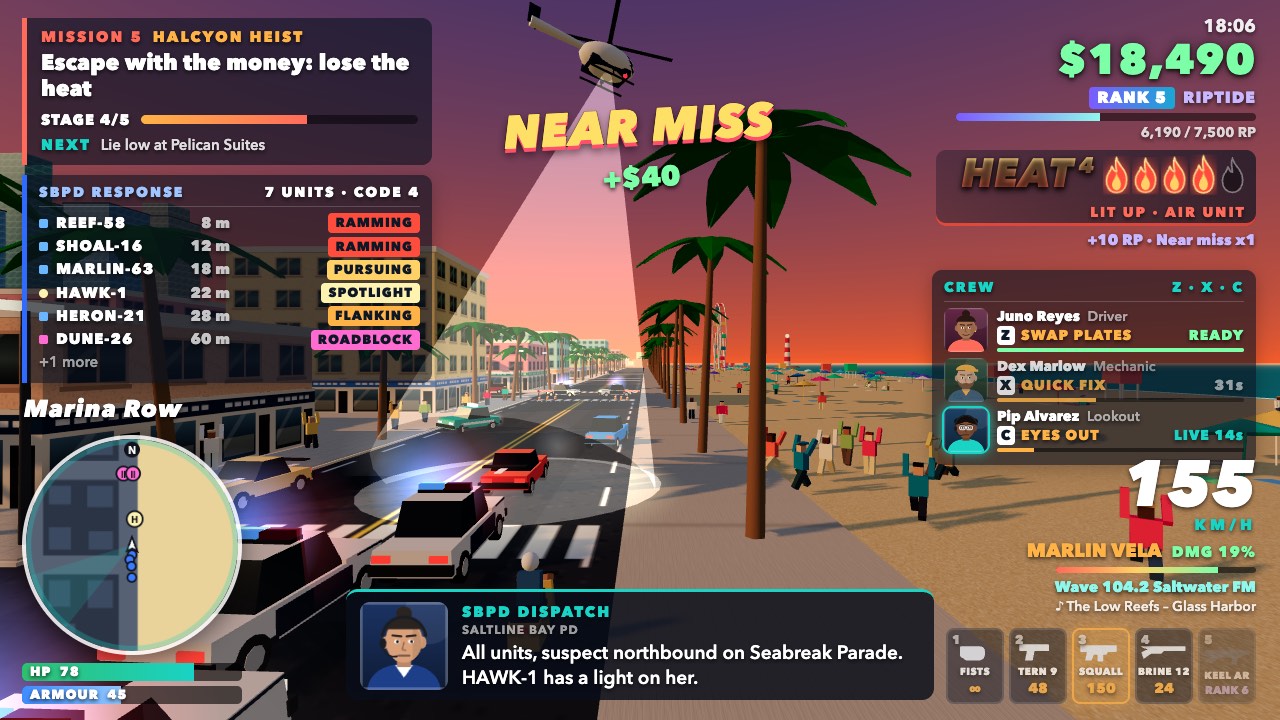 MISSION 5 HALCYON HEIST
Escape with the money: lose the
heat
STAGE 4/5
NEXT Lie low at Pelican Suites
SBPD RESPONSE 7 UNITS · CODE 4
REEF-58 8 m RAMMING
SHOAL-16 12 m RAMMING
MARLIN-63 18 m PURSUING
HAWK-1 22 m SPOTLIGHT
HERON-21 28 m FLANKING
DUNE-26 60 m ROADBLOCK
+1 more
Marina Row
N
H
HP 78
ARMOUR 45
NEAR MISS
+$40
18:06
$18,490
RANK 5 RIPTIDE
6,190 / 7,500 RP
HEAT4
LIT UP · AIR UNIT
+10 RP · Near miss x1
CREW Z · X · C
Juno Reyes Driver
Z SWAP PLATES READY
Dex Marlow Mechanic
X QUICK FIX 31s
Pip Alvarez Lookout
C EYES OUT LIVE 14s
155
KM/H
MARLIN VELA DMG 19%
Wave 104.2 Saltwater FM
♪ The Low Reefs – Glass Harbor
SBPD DISPATCH
SALTLINE BAY PD
All units, suspect northbound on Seabreak Parade.
HAWK-1 has a light on her.
1 FISTS ∞
2 TERN 9 48
3 SQUALL 150
4 BRINE 12 24
5 KEEL AR RANK 6